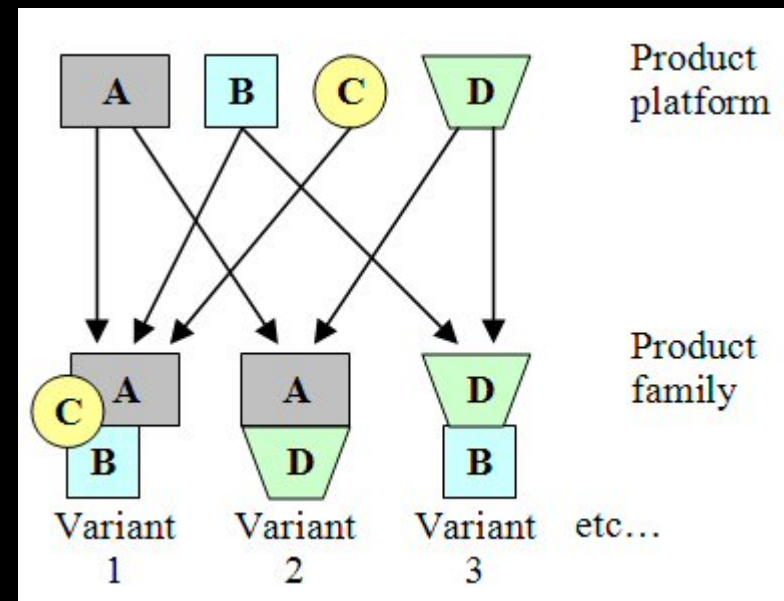 A B C D Product
platform
Product
family
A A D
C
B D B
Variant Variant Variant etc...
1 2 3